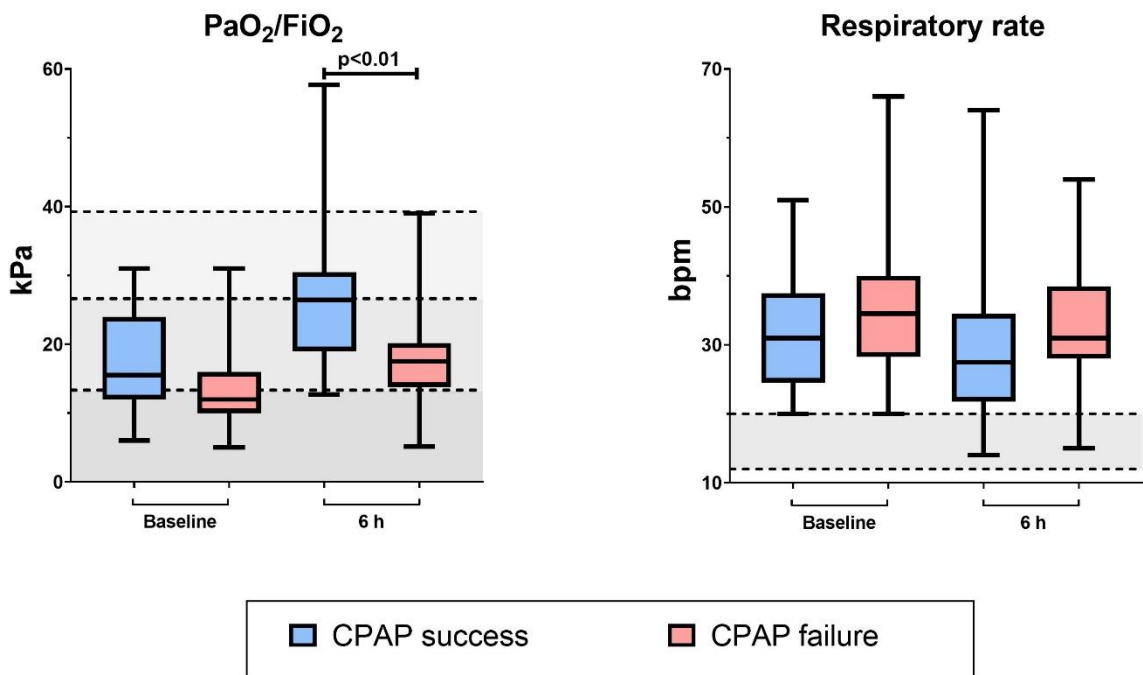 PaO₂/FiO₂
p<0.01
60
40
20
0
kPa
Baseline
6 h
Respiratory rate
70
50
30
10
bpm
Baseline
6 h
CPAP success
CPAP failure